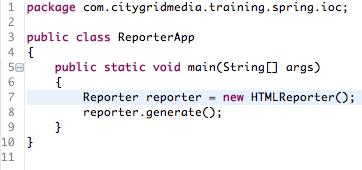 1 package com.citygridmedia.training.spring.ioc;
2
3 public class ReporterApp
4 {
5     public static void main(String[] args)
6     {
7         Reporter reporter = new HTMLReporter();
8         reporter.generate();
9     }
10 }
11